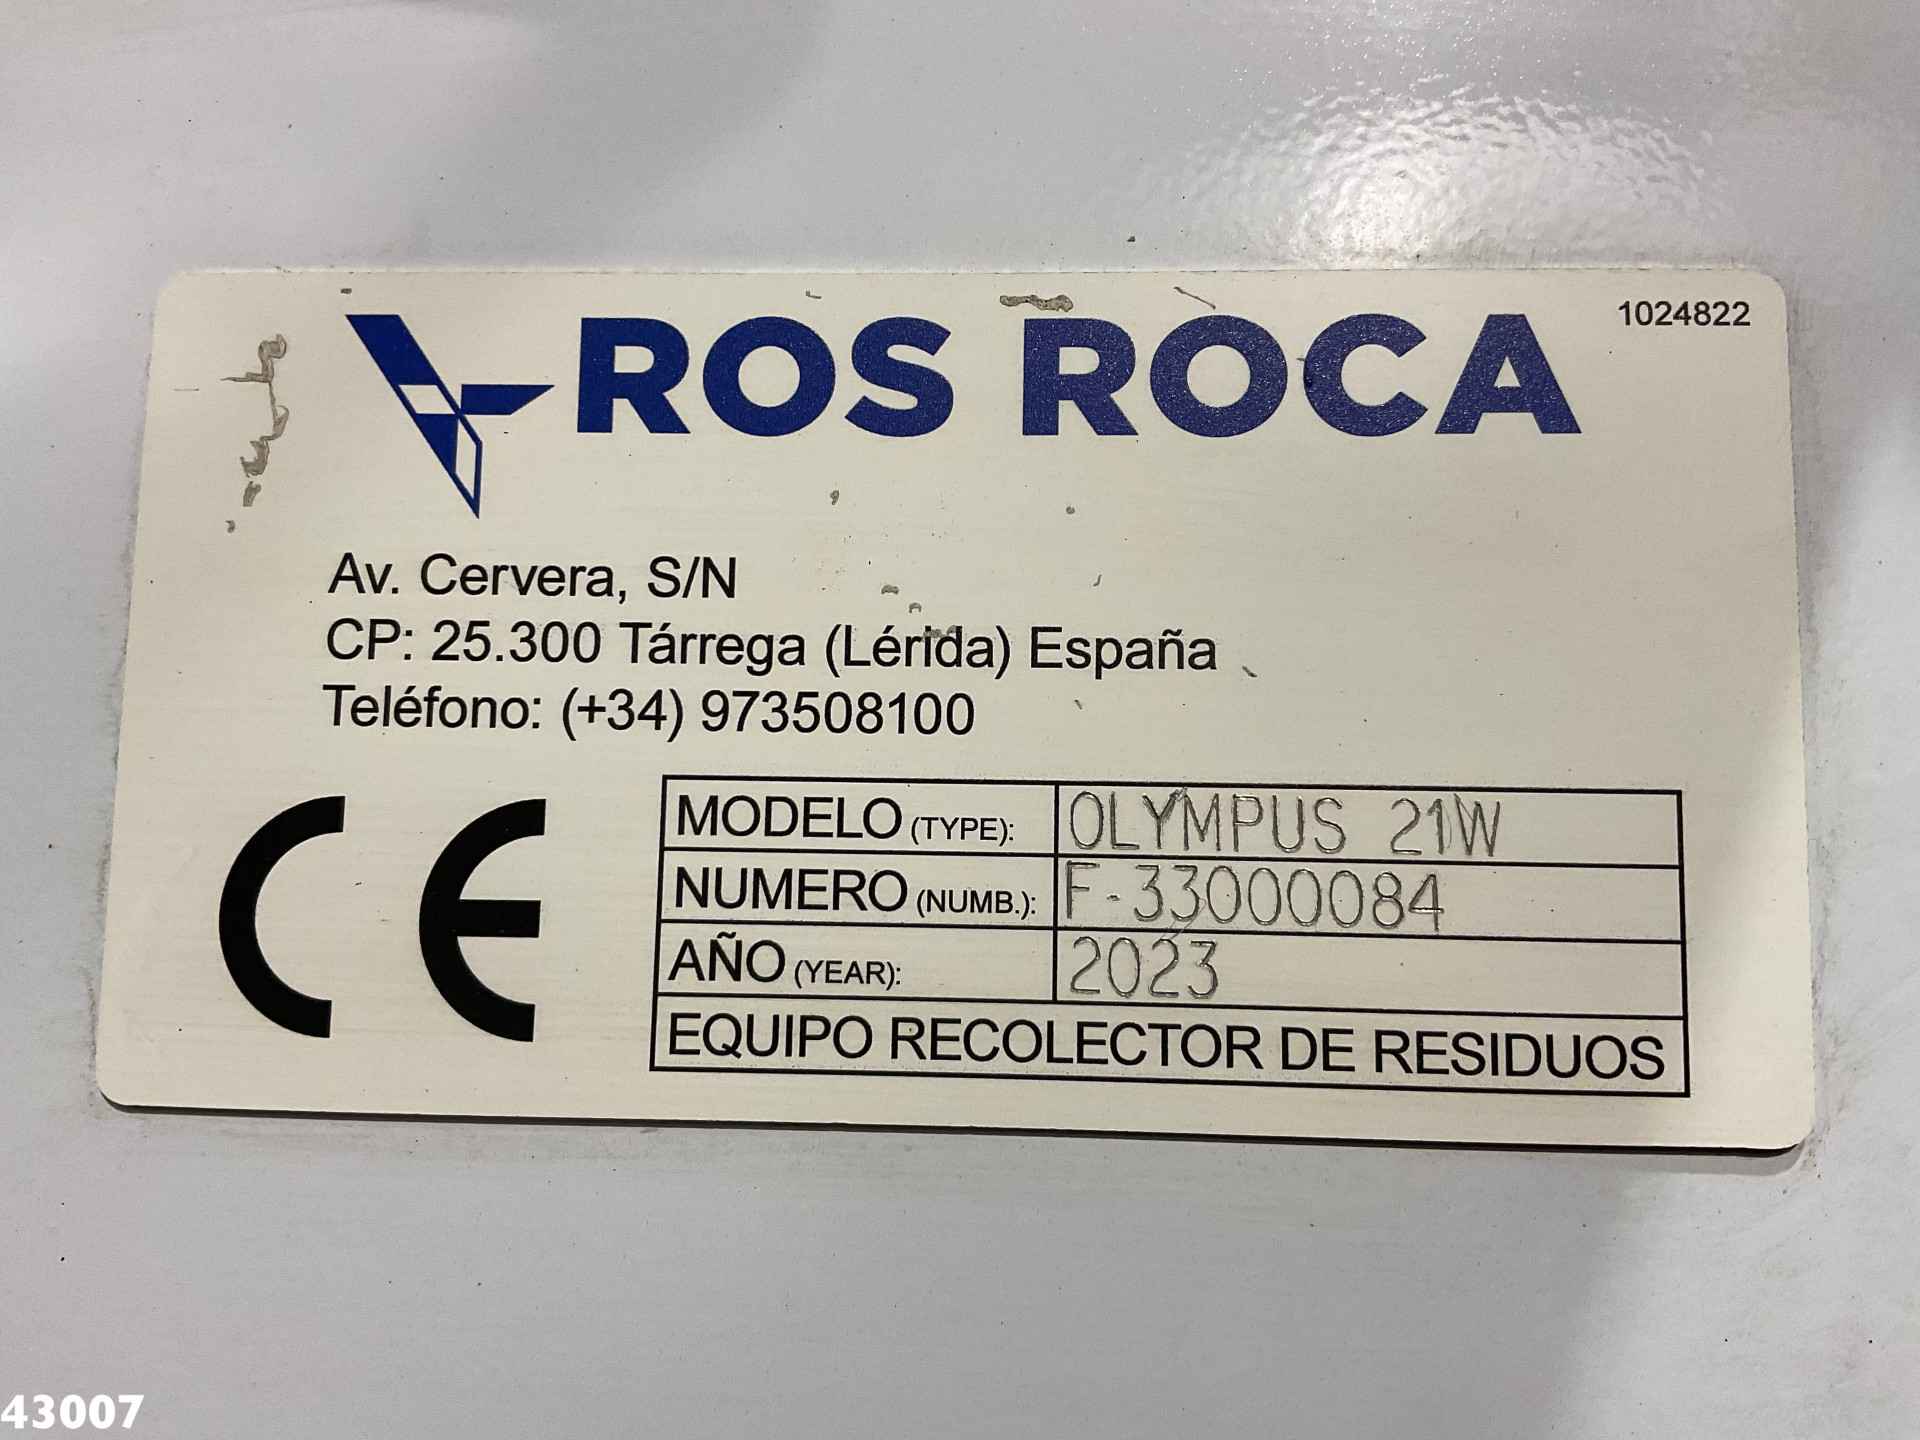 ROS ROCA
1024822
Av. Cervera, S/N
CP: 25.300 Tárrega (Lérida) España
Teléfono: (+34) 973508100
CE
MODELO (TYPE): OLYMPUS 21W
NUMERO (NUMB.): F-33000084
AÑO (YEAR): 2023
EQUIPO RECOLECTOR DE RESIDUOS
43007